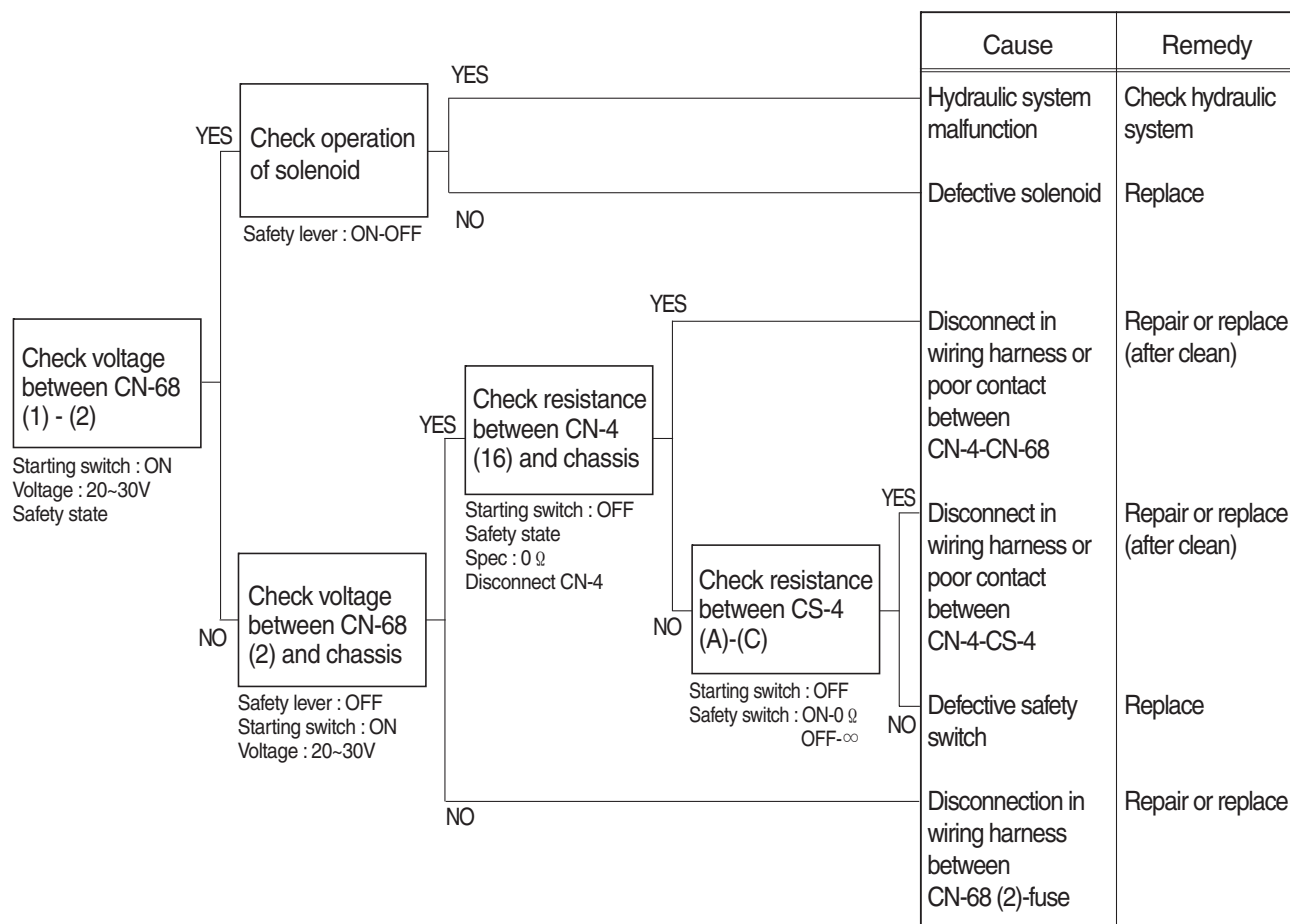 Cause
Remedy
YES
Hydraulic system
malfunction
Check hydraulic
system
YES
Check operation
of solenoid
Defective solenoid
Replace
NO
Safety lever : ON-OFF
YES
Disconnect in
wiring harness or
poor contact
between
CN-4-CN-68
Repair or replace
(after clean)
Check voltage
between CN-68
(1) - (2)
Starting switch : ON
Voltage : 20~30V
Safety state
YES
Check resistance
between CN-4
(16) and chassis
Starting switch : OFF
Safety state
Spec : 0 Ω
Disconnect CN-4
YES
Disconnect in
wiring harness or
poor contact
between
CN-4-CS-4
Repair or replace
(after clean)
NO
Check voltage
between CN-68
(2) and chassis
Safety lever : OFF
Starting switch : ON
Voltage : 20~30V
NO
Check resistance
between CS-4
(A)-(C)
Starting switch : OFF
Safety switch : ON-0 Ω
OFF-∞
NO
Defective safety
switch
Replace
NO
Disconnection in
wiring harness
between
CN-68 (2)-fuse
Repair or replace